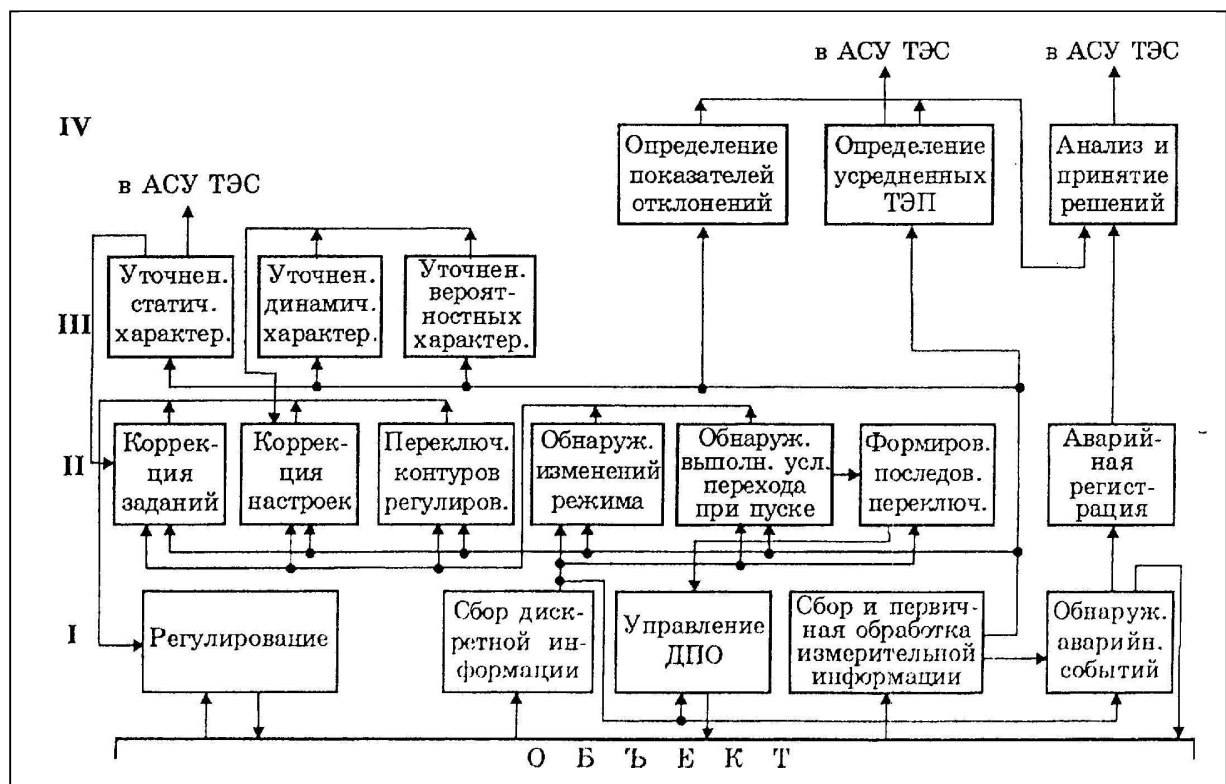 в АСУ ТЭС
в АСУ ТЭС
IV
Определение
показателей
отклонений
Определение
усредненных
ТЭП
Анализ и
принятие
решений
в АСУ ТЭС
III
Уточнен.
статич.
характер.
Уточнен.
динамич.
характер.
Уточнен.
вероят-
ностных
характер.
II
Коррек-
ция
заданий
Коррек-
ция
настроек
Переключ.
контуров
регулиров.
Обнаруж.
изменений
режима
Обнаруж.
выполн. усл.
перехода
при пуске
Формиров.
последов.
переключ.
Аварий-
ная
регист-
рация
I
Регулирование
Сбор диск-
ретной ин-
формации
Управление
ДПО
Сбор и первич-
ная обработка
измерительной
информации
Обнаруж.
аварийн.
событий
О Б Ъ Е К Т